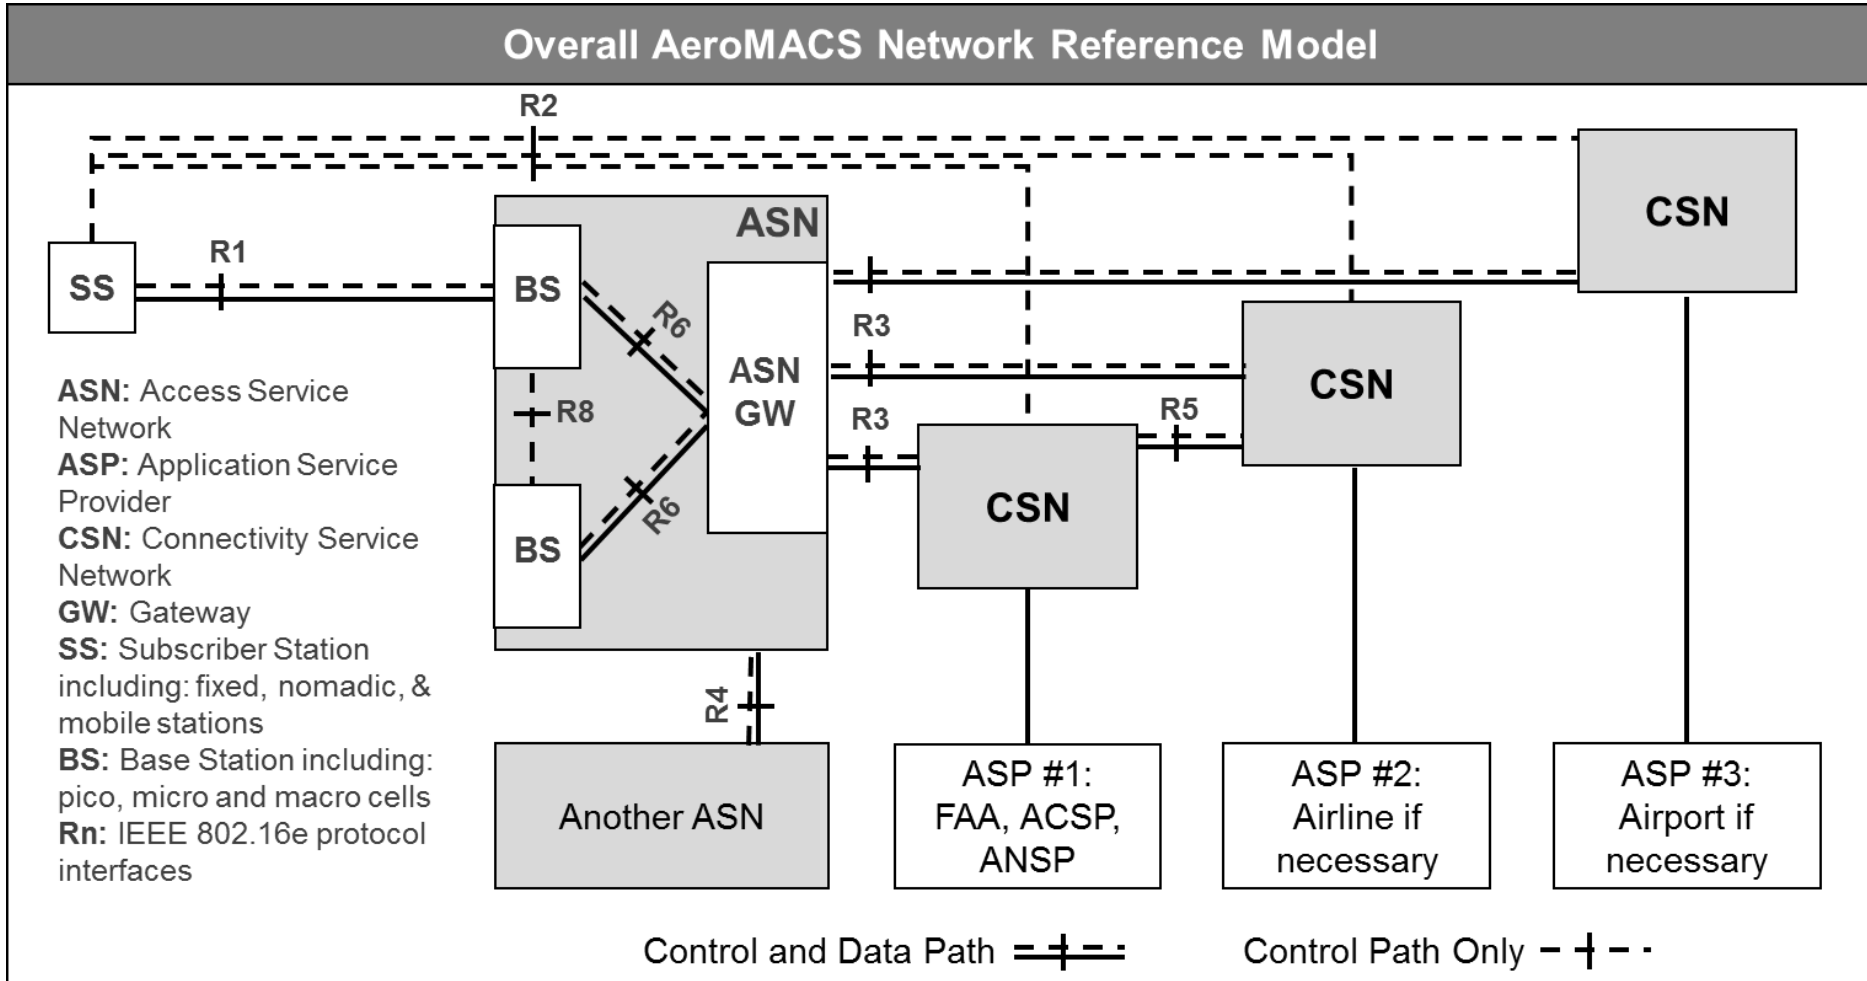 Overall AeroMACS Network Reference Model
R2
CSN
ASN
R1
SS
BS
R6
R3
ASN
GW
CSN
R8
R3
R5
R6
BS
CSN
ASN: Access Service
Network
ASP: Application Service
Provider
CSN: Connectivity Service
Network
GW: Gateway
SS: Subscriber Station
including: fixed, nomadic, &
mobile stations
BS: Base Station including:
pico, micro and macro cells
Rn: IEEE 802.16e protocol
interfaces
R4
Another ASN
ASP #1:
FAA, ACSP,
ANSP
ASP #2:
Airline if
necessary
ASP #3:
Airport if
necessary
Control and Data Path
Control Path Only